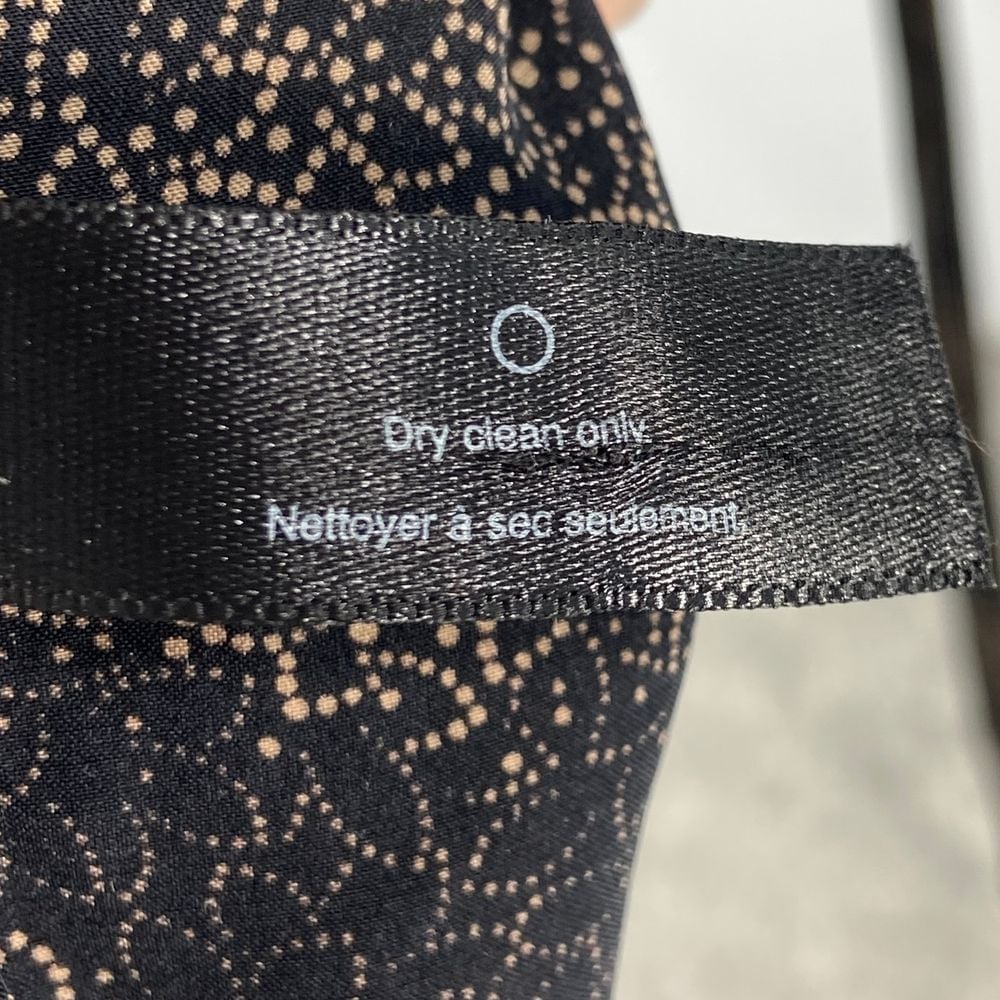 Dry clean only.
Nettoyer à sec seulement.